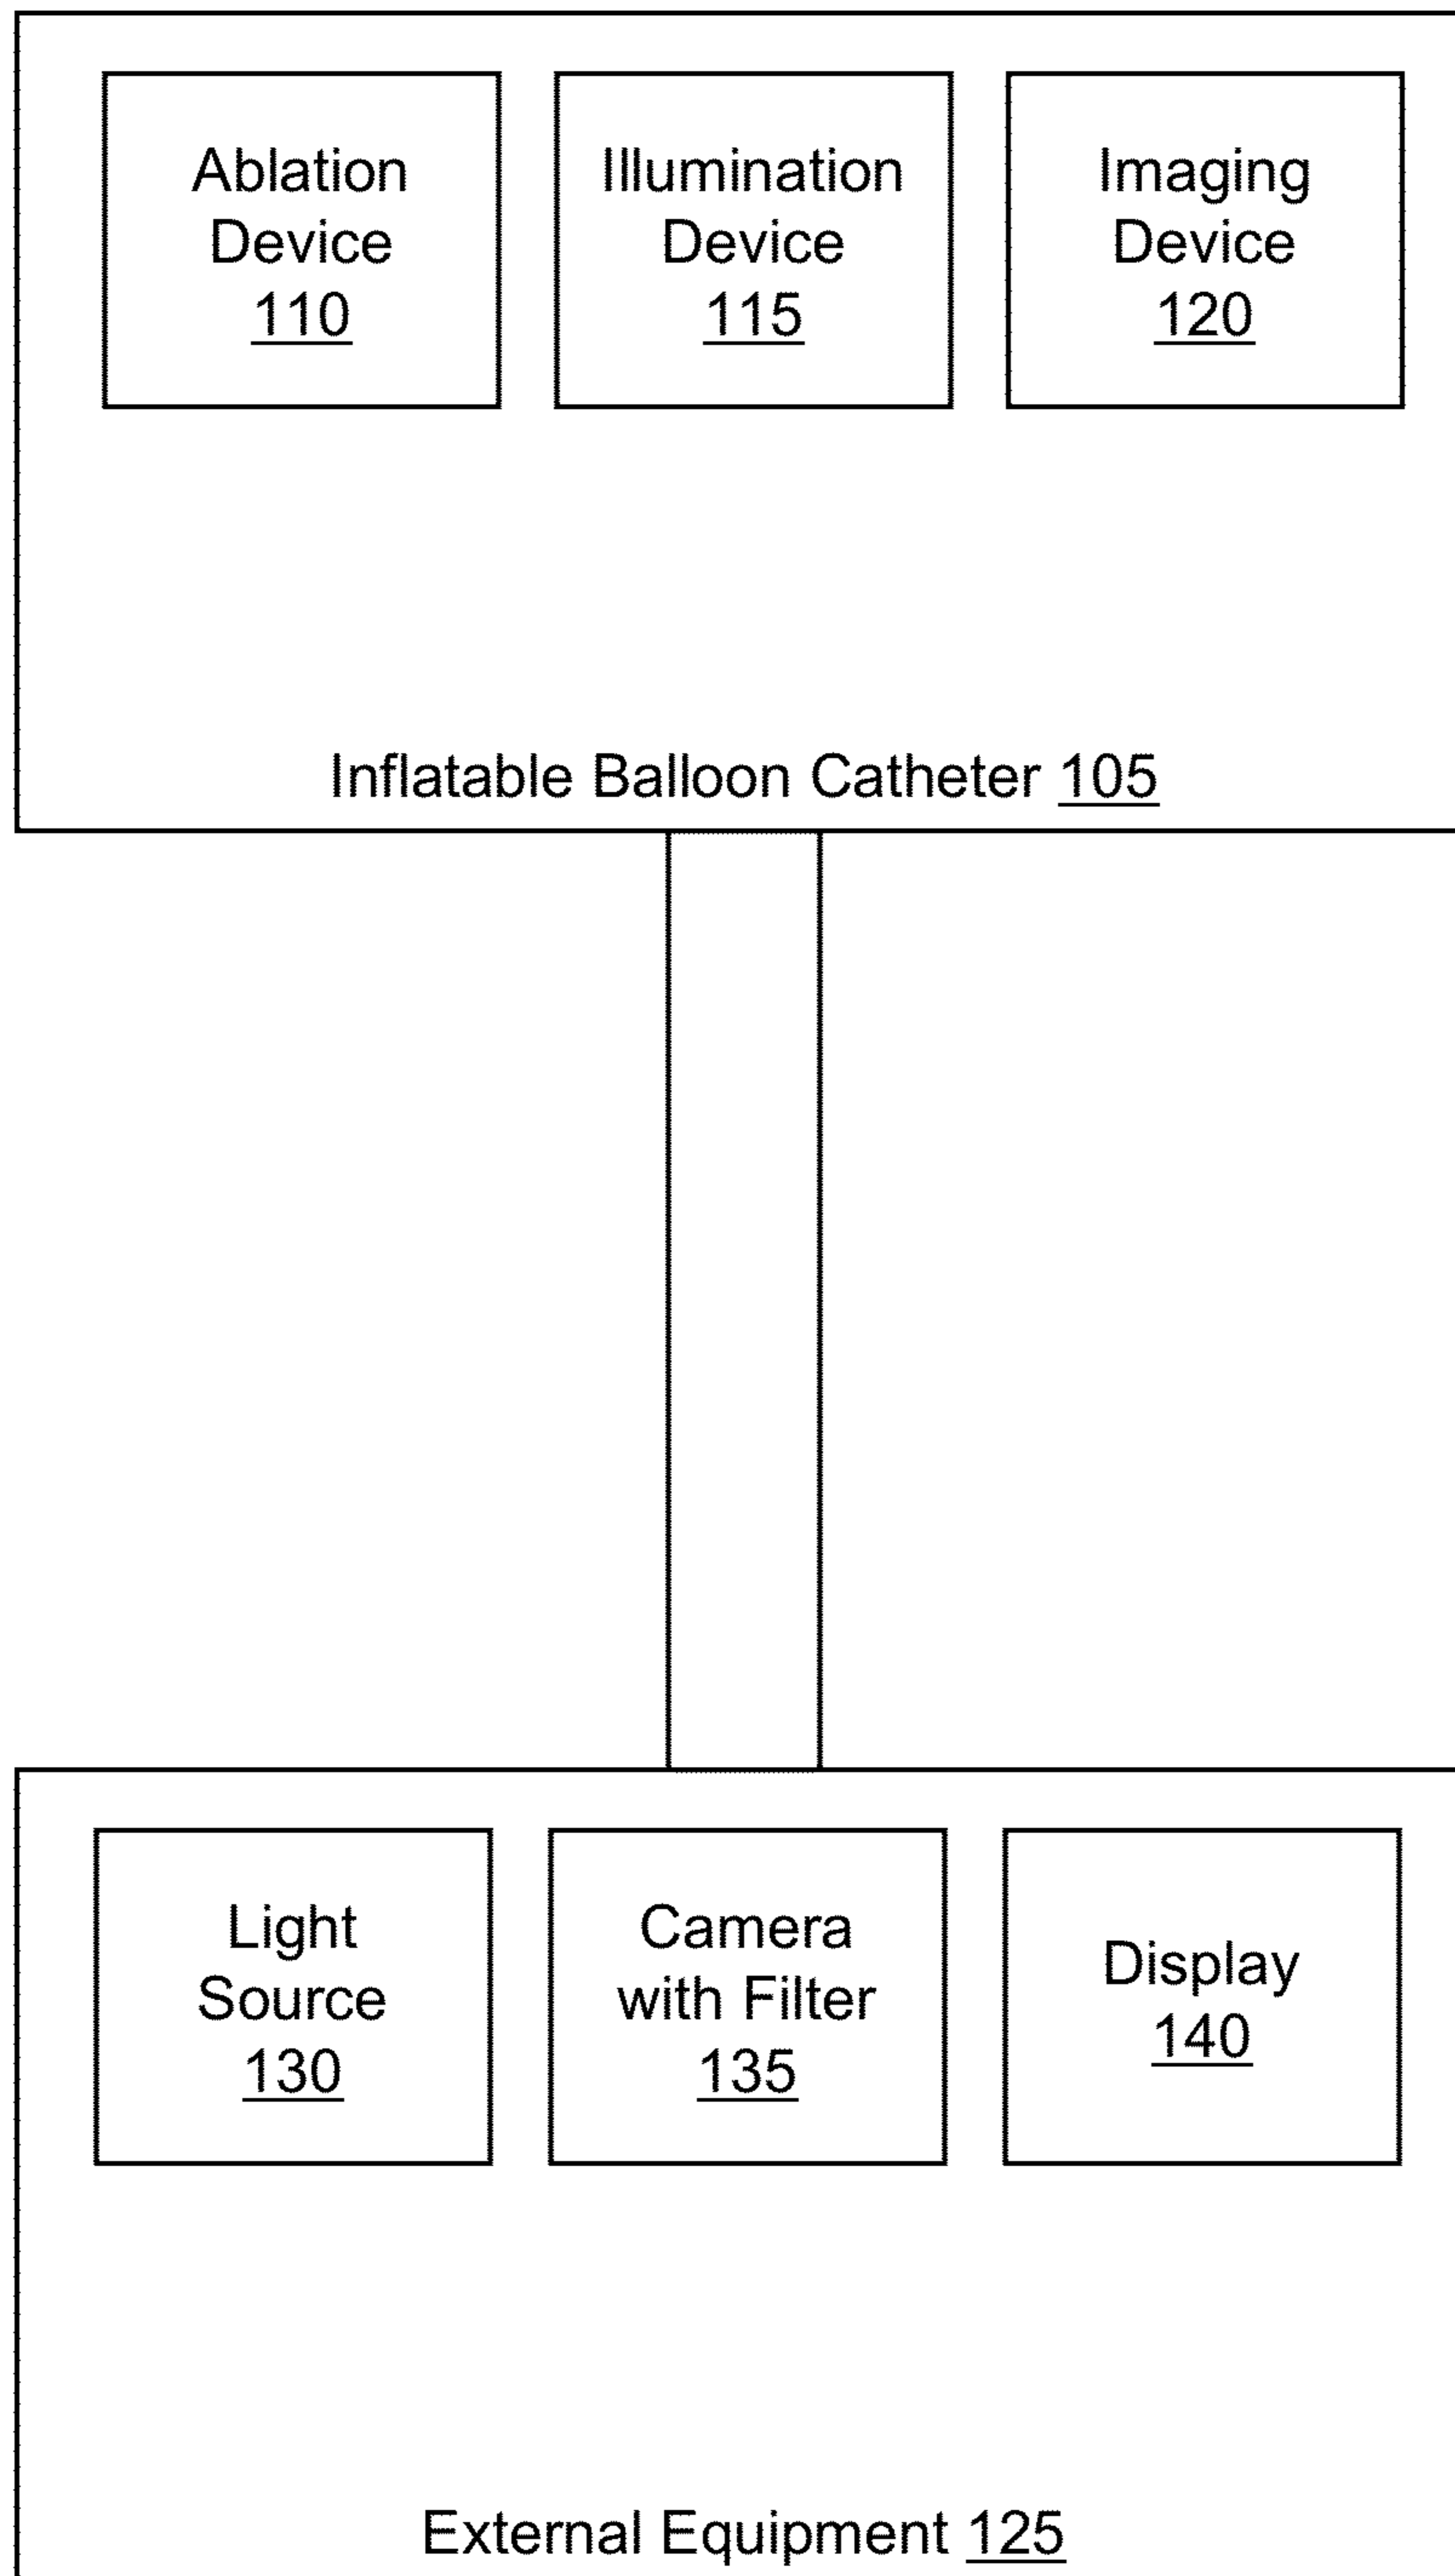 Ablation
Device
110
Illumination
Device
115
Imaging
Device
120
Inflatable Balloon Catheter 105
Light
Source
130
Camera
with Filter
135
Display
140
External Equipment 125